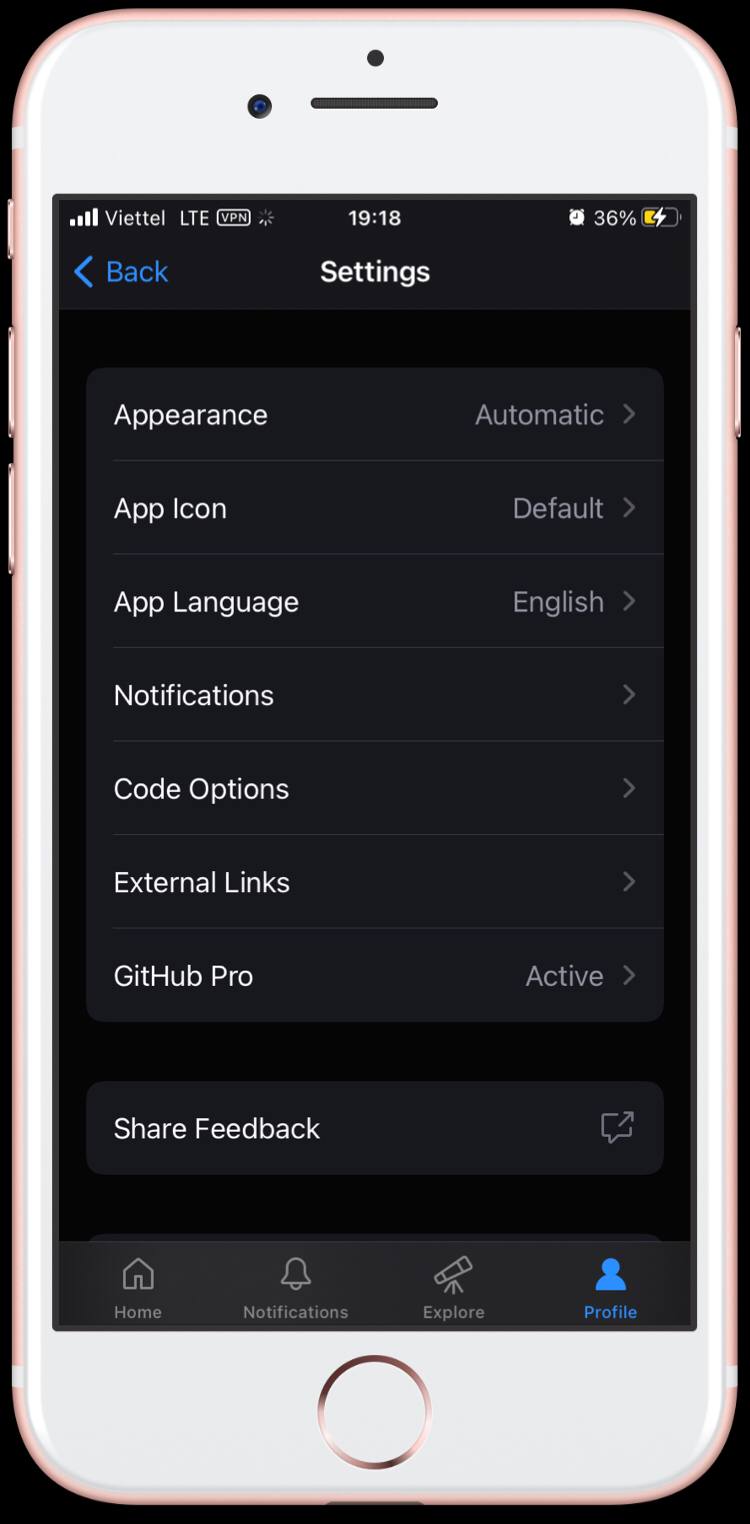 Viettel LTE VPN 19:18 36%
Back Settings
Appearance Automatic
App Icon Default
App Language English
Notifications
Code Options
External Links
GitHub Pro Active
Share Feedback
Home Notifications Explore Profile